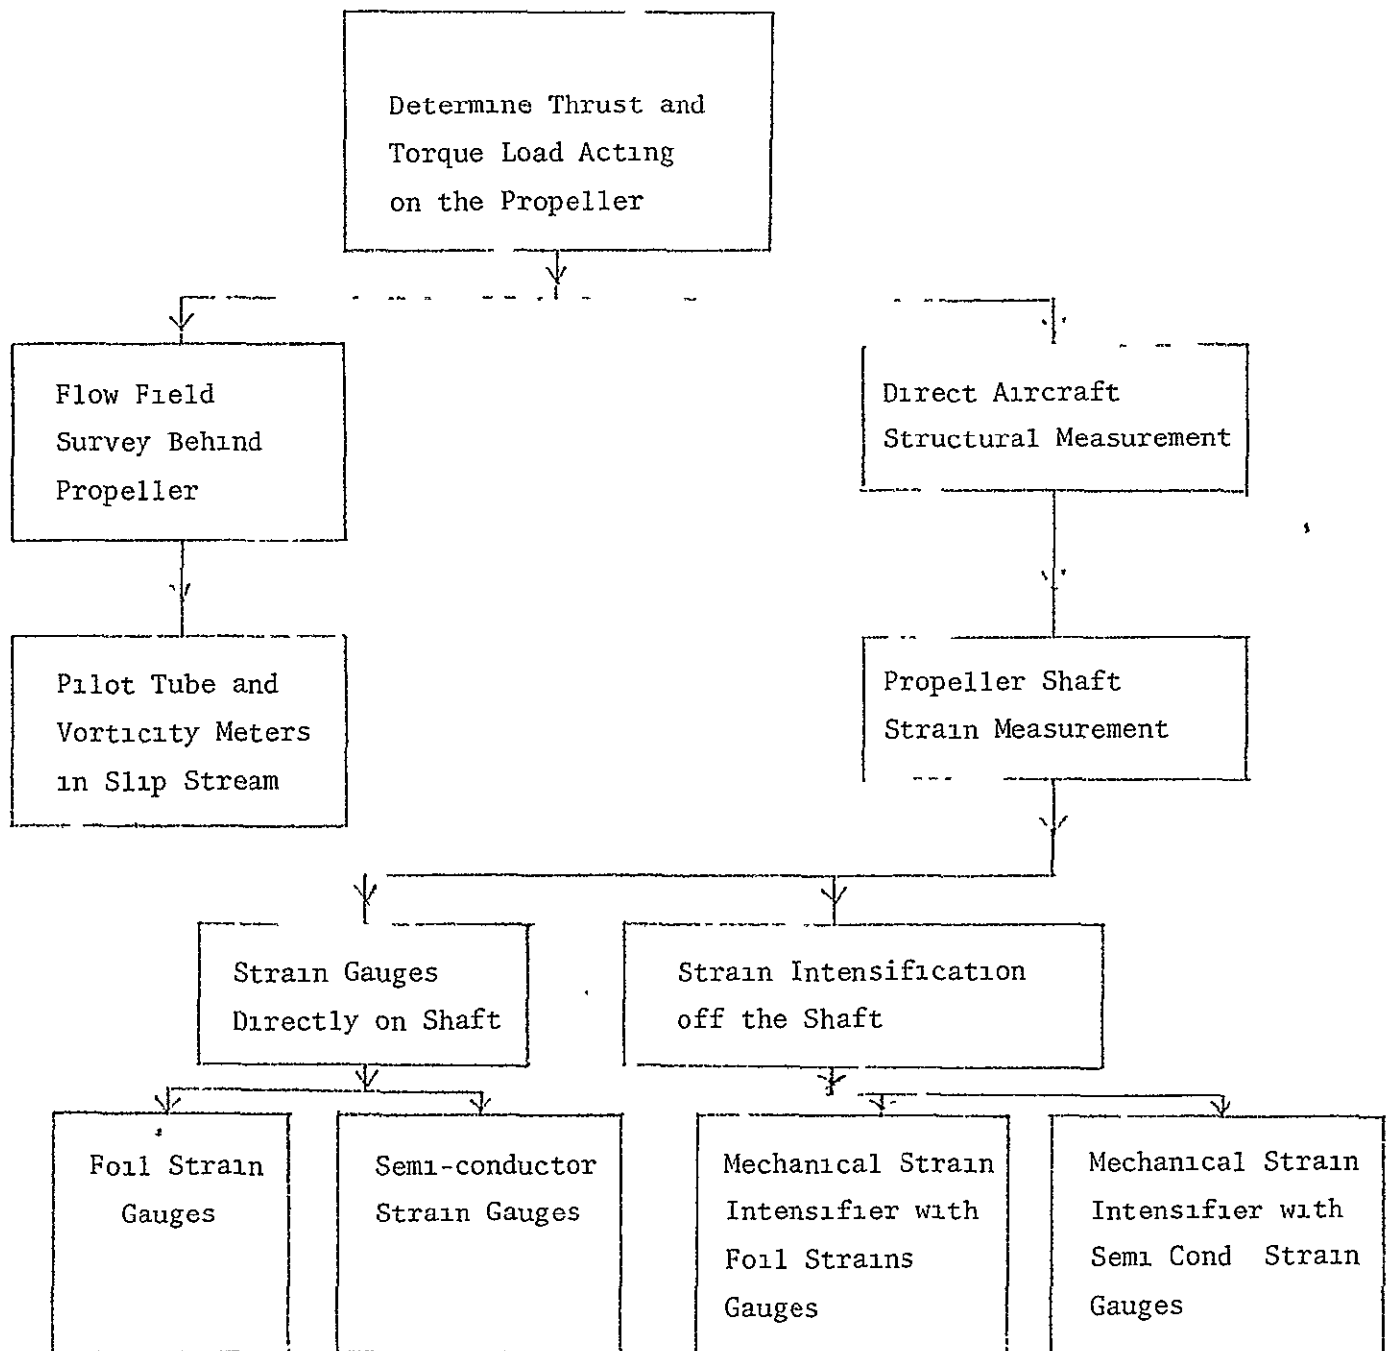 Determine Thrust and
Torque Load Acting
on the Propeller
Flow Field
Survey Behind
Propeller
Direct Aircraft
Structural Measurement
Pilot Tube and
Vorticity Meters
in Slip Stream
Propeller Shaft
Strain Measurement
Strain Gauges
Directly on Shaft
Strain Intensification
off the Shaft
Foil Strain
Gauges
Semi-conductor
Strain Gauges
Mechanical Strain
Intensifier with
Foil Strains
Gauges
Mechanical Strain
Intensifier with
Semi Cond Strain
Gauges